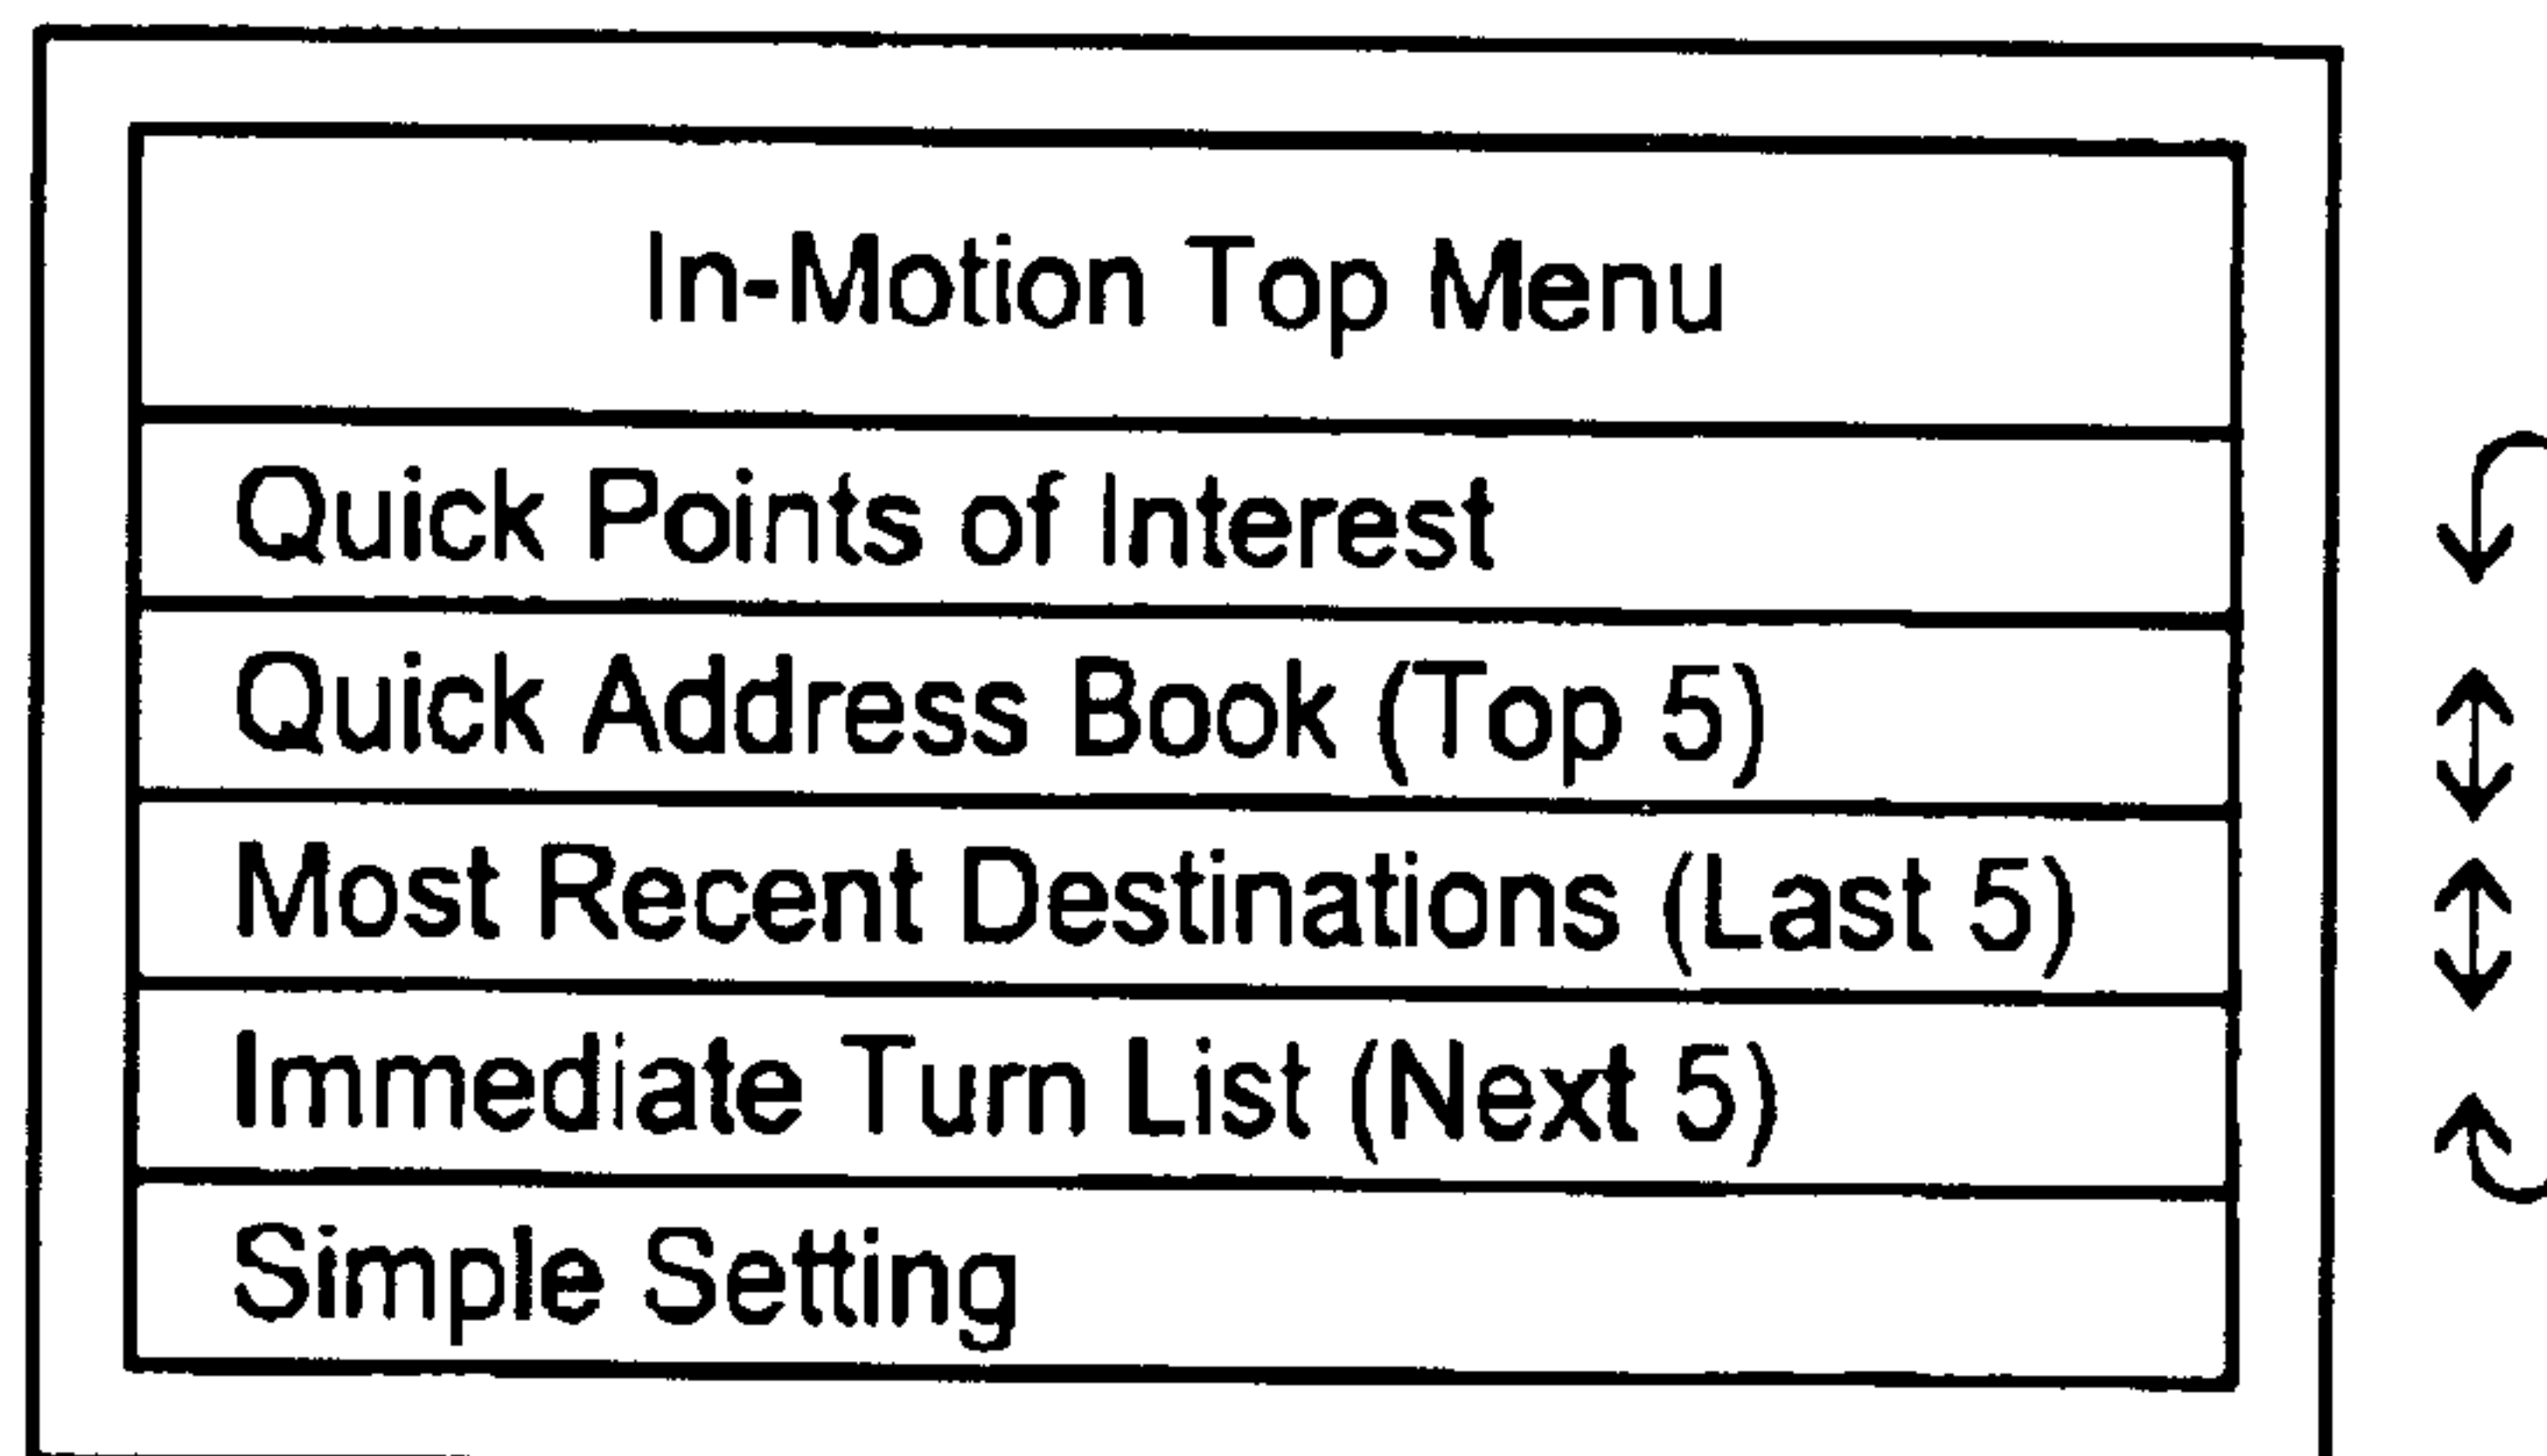 In-Motion Top Menu
Quick Points of Interest
Quick Address Book (Top 5)
Most Recent Destinations (Last 5)
Immediate Turn List (Next 5)
Simple Setting